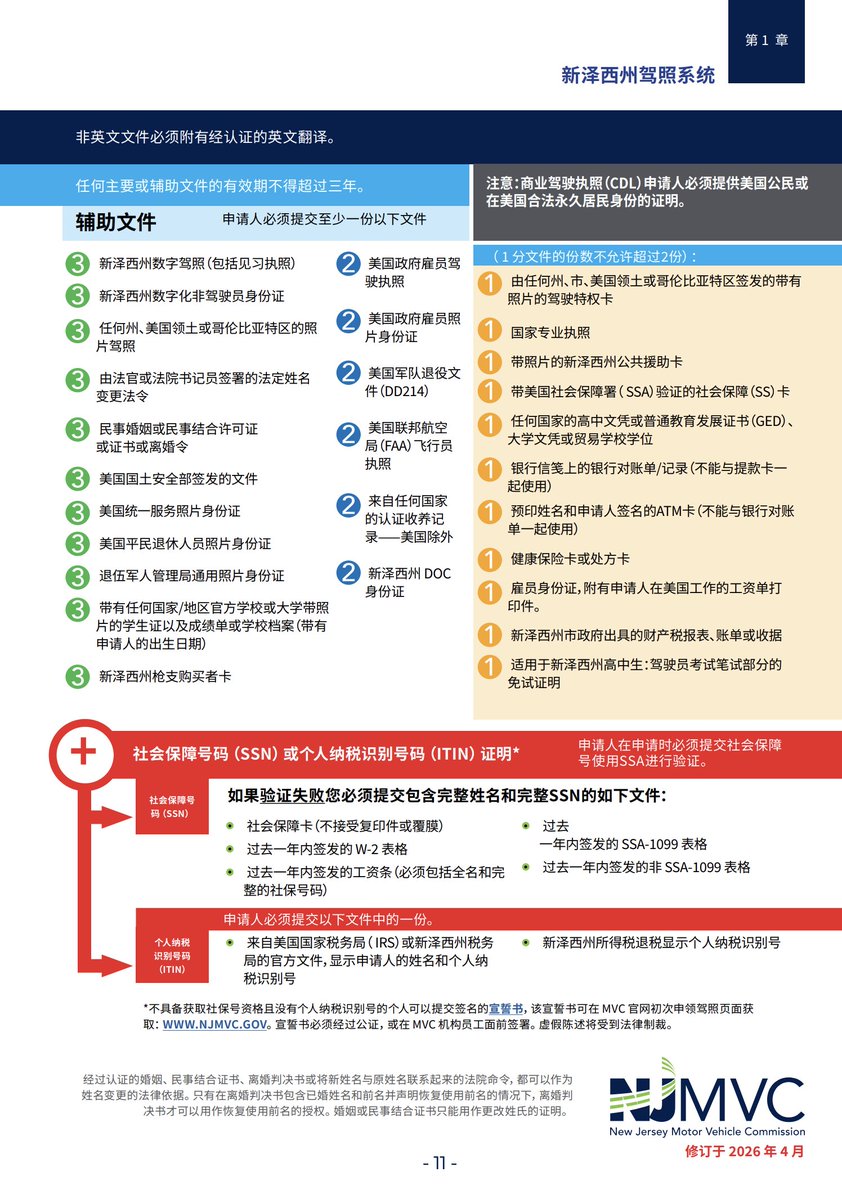 第 1 章
新泽西州驾照系统
非英文文件必须附有经认证的英文翻译。
任何主要或辅助文件的有效期不得超过三年。
注意：商业驾驶执照（CDL）申请人必须提供美国公民或
在美国合法永久居民身份的证明。
辅助文件
申请人必须提交至少一份以下文件
3 新泽西州数字驾照（包括见习执照）
3 新泽西州数字化非驾驶员身份证
3 任何州、美国领土或哥伦比亚特区的照
片驾照
3 由法官或法院书记员签署的法定姓名
变更法令
3 民事婚姻或民事结合许可证
或证书或离婚令
3 美国国土安全部签发的文件
3 美国统一服务照片身份证
3 美国平民退休人员照片身份证
3 退伍军人管理局通用照片身份证
3 带有任何国家/地区官方学校或大学带照
片的学生证以及成绩单或学校档案（带有
申请人的出生日期）
3 新泽西州枪支购买者卡
2 美国政府雇员驾
驶执照
2 美国政府雇员照
片身份证
2 美国军队退役文
件（DD214）
2 美国联邦航空
局（FAA）飞行员
执照
2 来自任何国家
的认证收养记
录——美国除外
2 新泽西州 DOC
身份证
（ 1 分文件的份数不允许超过2份）：
1 由任何州、市、美国领土或哥伦比亚特区签发的带有
照片的驾驶特权卡
1 国家专业执照
1 带照片的新泽西州公共援助卡
1 带美国社会保障署（ SSA）验证的社会保障（SS）卡
1 任何国家的高中文凭或普通教育发展证书（GED）、
大学文凭或贸易学校学位
1 银行信笺上的银行对账单/记录（不能与提款卡一
起使用）
1 预印姓名和申请人签名的ATM卡（不能与银行对账
单一起使用）
1 健康保险卡或处方卡
1 雇员身份证，附有申请人在美国工作的工资单打
印件。
1 新泽西州市政府出具的财产税报表、账单或收据
1 适用于新泽西州高中生：驾驶员考试笔试部分的
免试证明
+
社会保障号码（SSN）或个人纳税识别号码（ITIN）证明*
申请人在申请时必须提交社会保障
号使用SSA进行验证。
社会保障号
码（SSN）
如果验证失败您必须提交包含完整姓名和完整SSN的如下文件：
社会保障卡（不接受复印件或覆膜）
过去一年内签发的 W-2 表格
过去一年内签发的工资条（必须包括全名和完
整的社保号码）
过去
一年内签发的 SSA-1099 表格
过去一年内签发的非 SSA-1099 表格
申请人必须提交以下文件中的一份。
个人纳税
识别号码
（ITIN）
来自美国国家税务局（ IRS）或新泽西州税务
局的官方文件，显示申请人的姓名和个人纳
税识别号
新泽西州所得税退税显示个人纳税识别号
*不具备获取社保号资格且没有个人纳税识别号的个人可以提交签名的宣誓书，该宣誓书可在 MVC 官网初次申领驾照页面获
取：WWW.NJMVC.GOV。宣誓书必须经过公证，或在 MVC 机构员工面前签署。虚假陈述将受到法律制裁。
经过认证的婚姻、民事结合证书、离婚判决书或将新姓名与原姓名联系起来的法院命令，都可以作为
姓名变更的法律依据。只有在离婚判决书包含已婚姓名和前名并声明恢复使用前名的情况下，离婚判
决书才可以用作恢复使用前名的授权。婚姻或民事结合证书只能用作更改姓氏的证明。
NJMVC
New Jersey Motor Vehicle Commission
修订于 2026 年 4 月
- 11 -